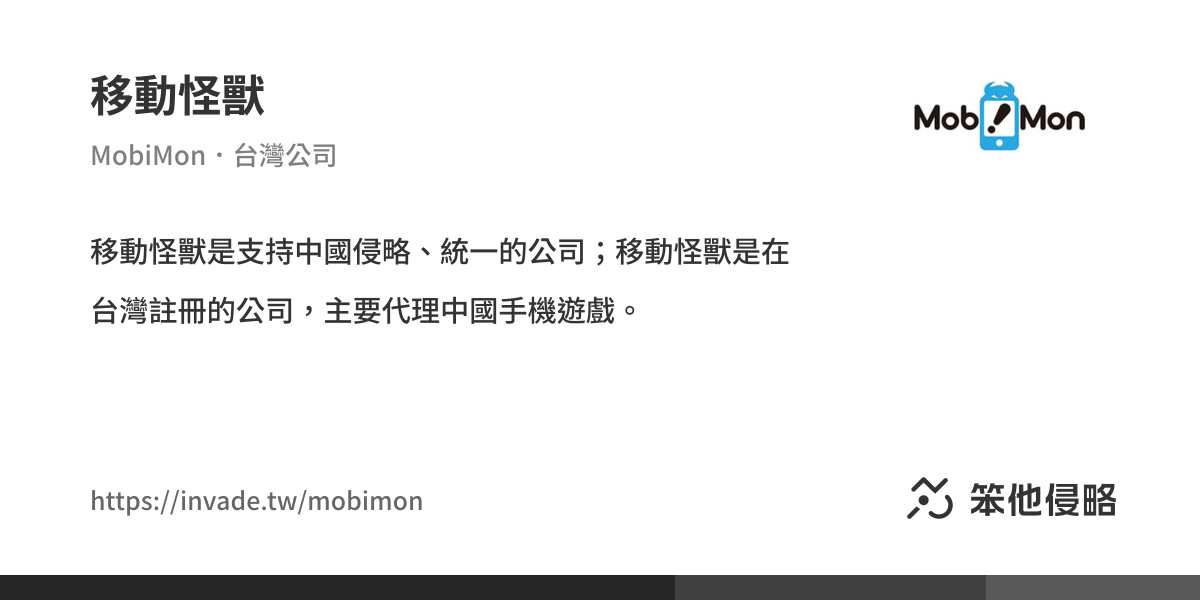 移動怪獸
MobiMon・台灣公司
Mob!Mon
移動怪獸是支持中國侵略、統一的公司；移動怪獸是在
台灣註冊的公司，主要代理中國手機遊戲。
https://invade.tw/mobimon
笨他侵略